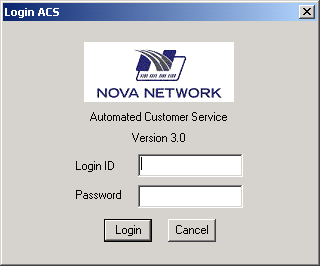 Login ACS
NOVA NETWORK
Automated Customer Service
Version 3.0
Login ID
Password
Login
Cancel